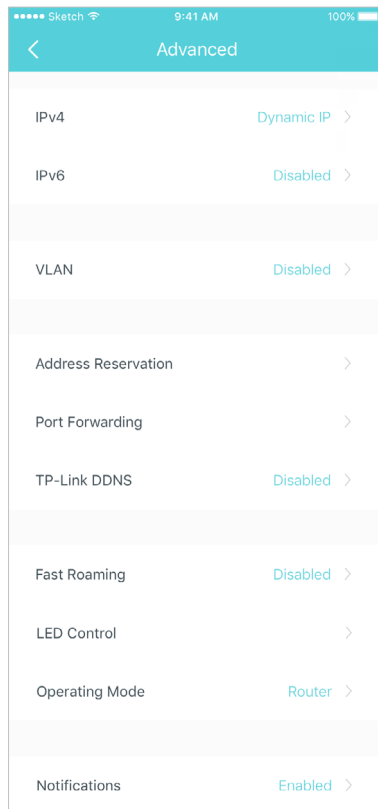 Sketch 9:41 AM 100%
Advanced
IPv4 Dynamic IP
IPv6 Disabled
VLAN Disabled
Address Reservation
Port Forwarding
TP-Link DDNS Disabled
Fast Roaming Disabled
LED Control
Operating Mode Router
Notifications Enabled